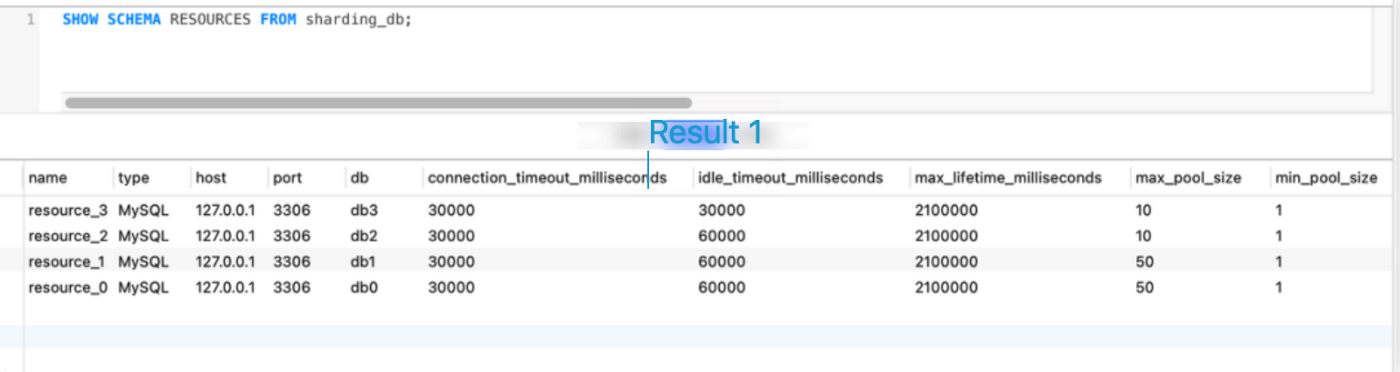 1 SHOW SCHEMA RESOURCES FROM sharding_db;
Result 1
name type host port db connection_timeout_milliseconds idle_timeout_milliseconds max_lifetime_milliseconds max_pool_size min_pool_size
resource_3 MySQL 127.0.0.1 3306 db3 30000 30000 2100000 10 1
resource_2 MySQL 127.0.0.1 3306 db2 30000 60000 2100000 10 1
resource_1 MySQL 127.0.0.1 3306 db1 30000 60000 2100000 50 1
resource_0 MySQL 127.0.0.1 3306 db0 30000 60000 2100000 50 1